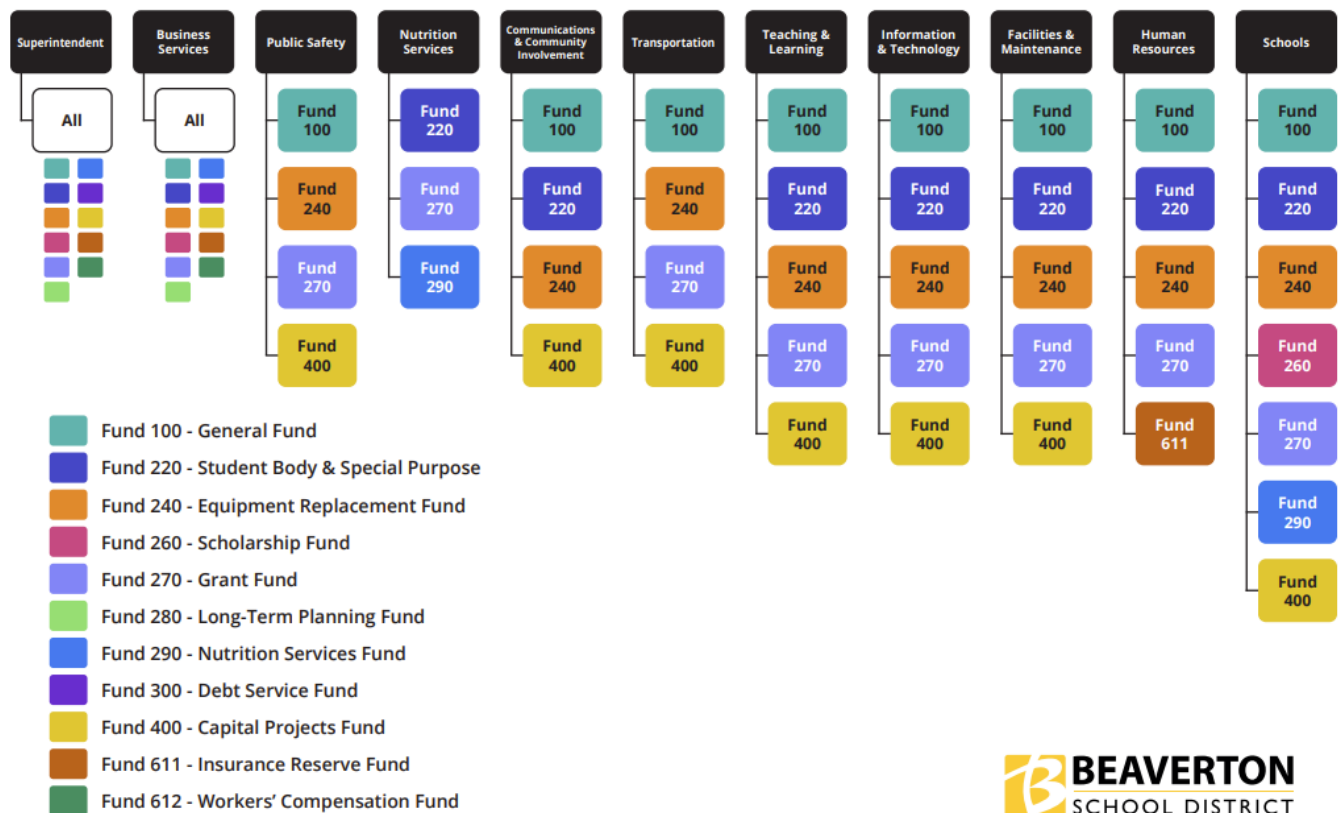 Superintendent
Business
Services
Public Safety
Nutrition
Services
Communications
& Community
Involvement
Transportation
Teaching &
Learning
Information
& Technology
Facilities &
Maintenance
Human
Resources
Schools
All
All
Fund
100
Fund
220
Fund
100
Fund
100
Fund
100
Fund
100
Fund
100
Fund
100
Fund
100
Fund
240
Fund
270
Fund
220
Fund
240
Fund
220
Fund
220
Fund
220
Fund
220
Fund
220
Fund
270
Fund
290
Fund
240
Fund
270
Fund
240
Fund
240
Fund
240
Fund
240
Fund
240
Fund
400
Fund
400
Fund
400
Fund
270
Fund
270
Fund
270
Fund
270
Fund
260
Fund
400
Fund
400
Fund
400
Fund
611
Fund
270
Fund
290
Fund
400
Fund 100 - General Fund
Fund 220 - Student Body & Special Purpose
Fund 240 - Equipment Replacement Fund
Fund 260 - Scholarship Fund
Fund 270 - Grant Fund
Fund 280 - Long-Term Planning Fund
Fund 290 - Nutrition Services Fund
Fund 300 - Debt Service Fund
Fund 400 - Capital Projects Fund
Fund 611 - Insurance Reserve Fund
Fund 612 - Workers’ Compensation Fund
BEAVERTON
SCHOOL DISTRICT